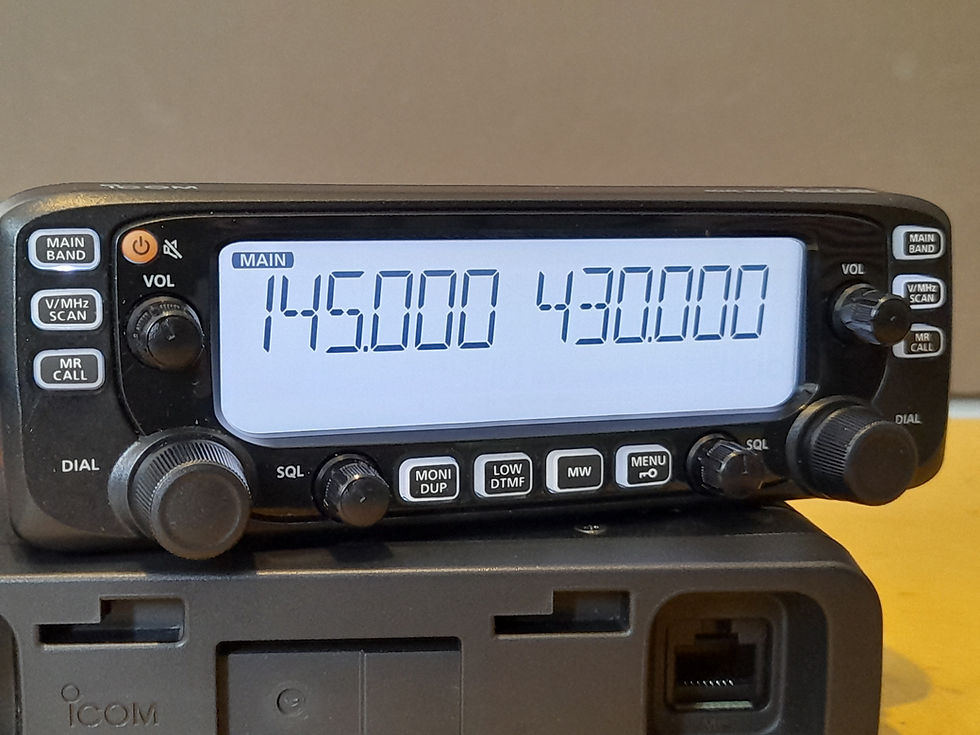 ICOM
MAIN
BAND
V/MHz
SCAN
MR
CALL
VOL
DIAL
MAIN
145.000 430.000
SQL
MONI
DUP
LOW
DTMF
MW
MENU
SQL
VOL
DIAL
MAIN
BAND
V/MHz
SCAN
MR
CALL
ICOM